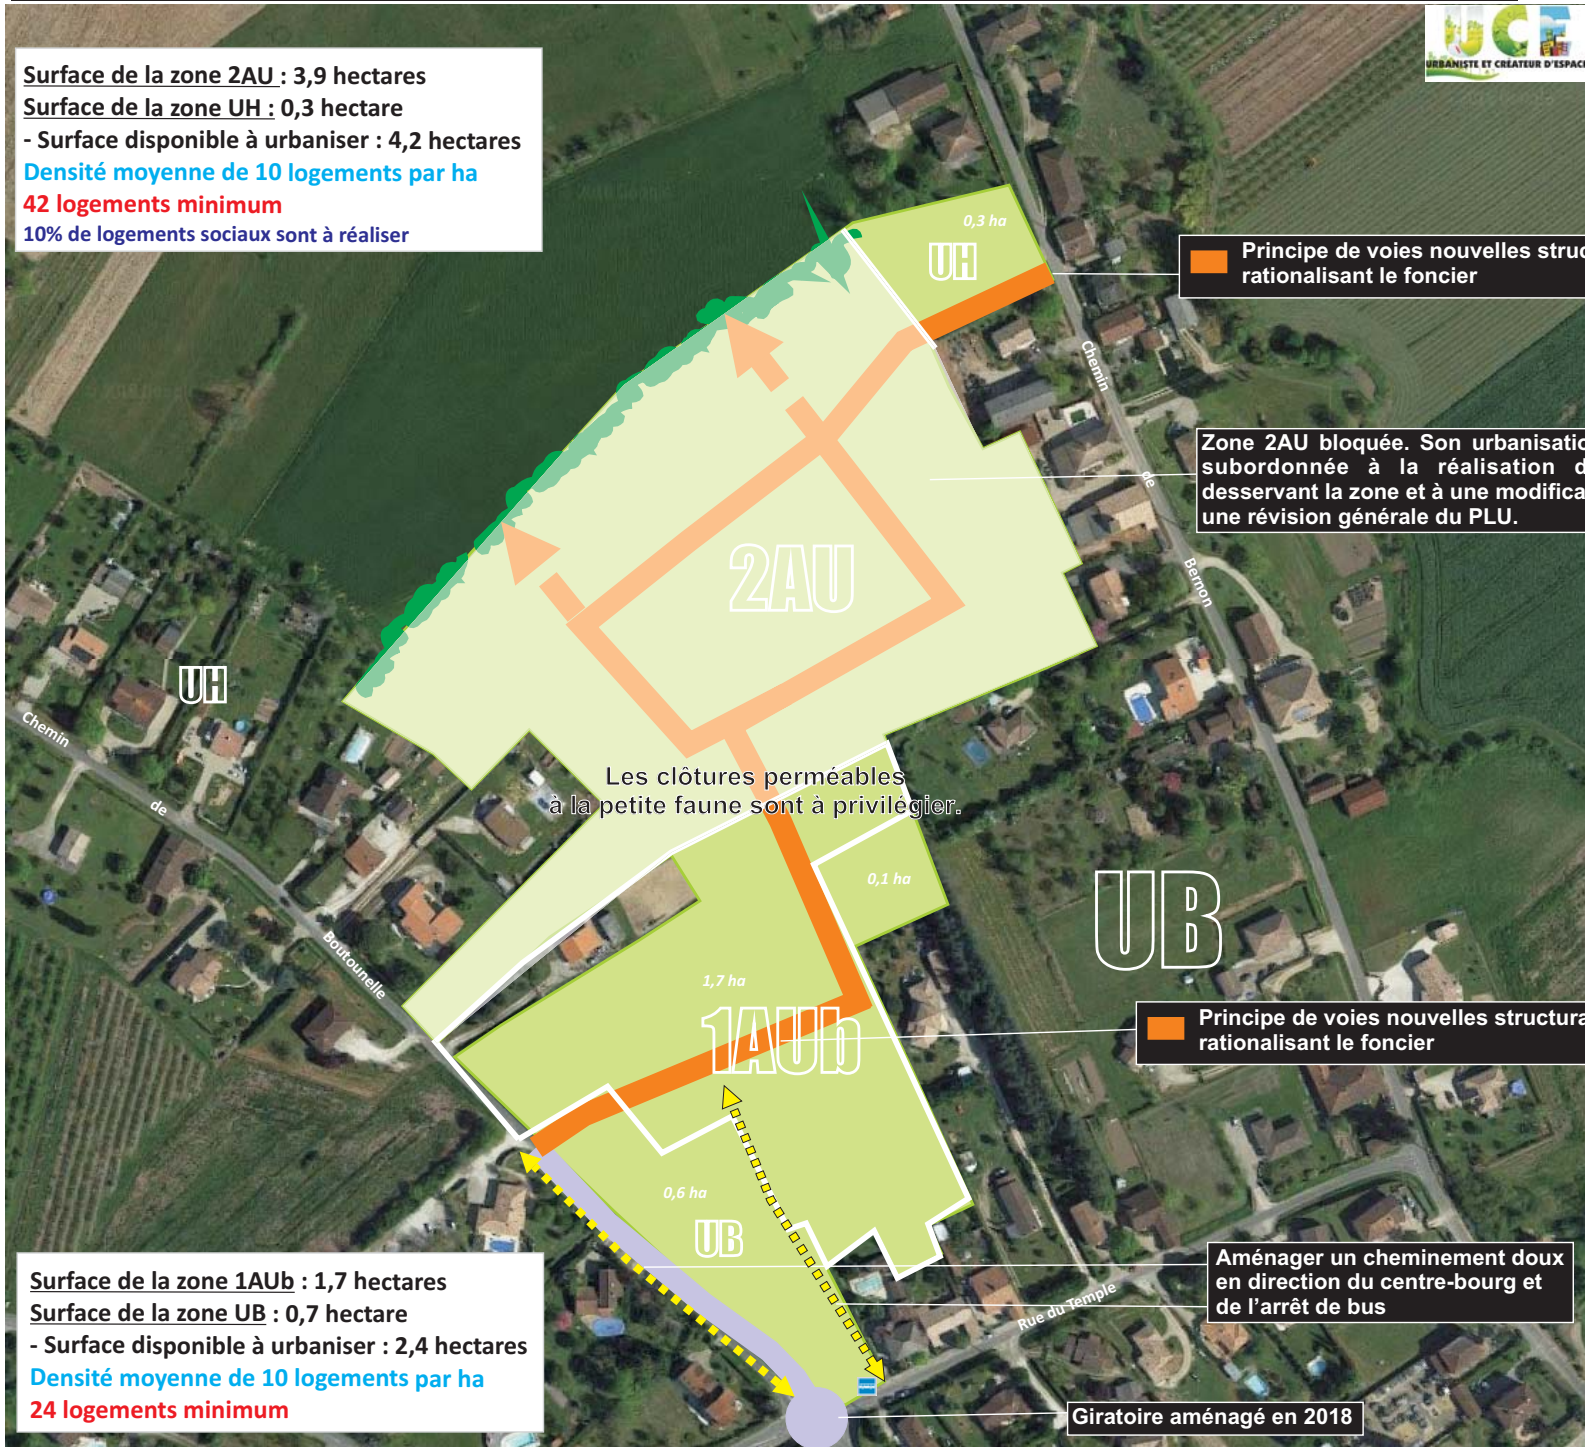 Surface de la zone 2AU : 3,9 hectares
Surface de la zone UH : 0,3 hectare
- Surface disponible à urbaniser : 4,2 hectares
Densité moyenne de 10 logements par ha
42 logements minimum
10% de logements sociaux sont à réaliser
UCE
URBANISTE ET CRÉATEUR D'ESPACE
0,3 ha
UH
Principe de voies nouvelles struc
rationalisant le foncier
Chemin
de
Bernon
Zone 2AU bloquée. Son urbanisatio
subordonnée à la réalisation d
desservant la zone et à une modifica
une révision générale du PLU.
2AU
UH
Chemin
de
Boutounelle
Les clôtures perméables
à la petite faune sont à privilégier.
0,1 ha
UB
1,7 ha
1AUb
Principe de voies nouvelles structura
rationalisant le foncier
0,6 ha
UB
Aménager un cheminement doux
en direction du centre-bourg et
de l'arrêt de bus
Rue du Temple
Surface de la zone 1AUb : 1,7 hectares
Surface de la zone UB : 0,7 hectare
- Surface disponible à urbaniser : 2,4 hectares
Densité moyenne de 10 logements par ha
24 logements minimum
Giratoire aménagé en 2018